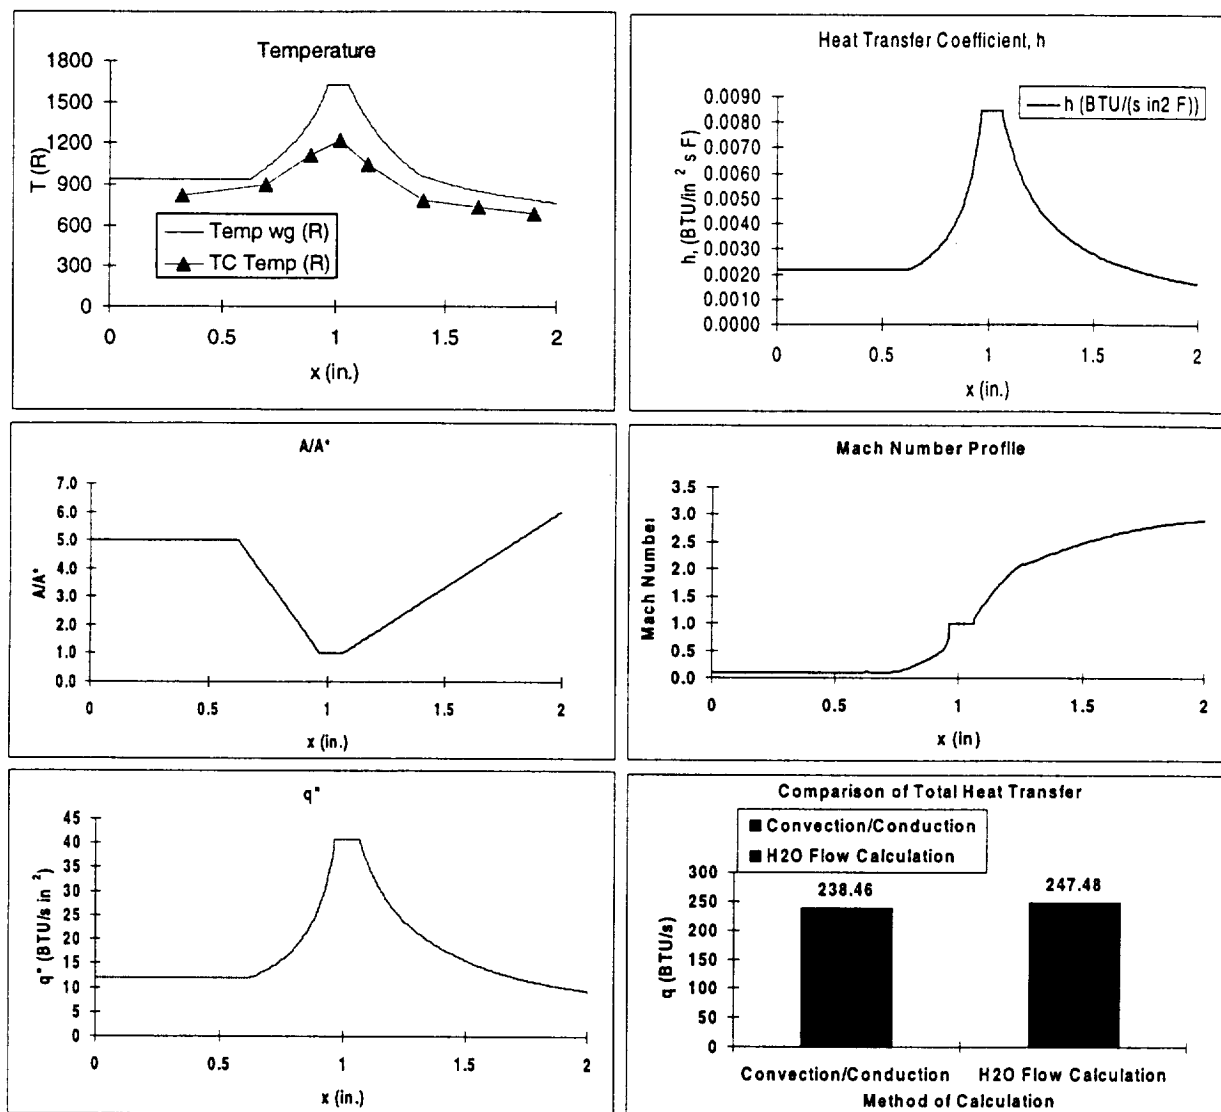 Temperature
T (R)
1800
1500
1200
900
600
300
0
Temp wg (R)
TC Temp (R)
0 0.5 1 1.5 2
x (in.)
Heat Transfer Coefficient, h
h, (BTU/in² s F)
0.0090
0.0080
0.0070
0.0060
0.0050
0.0040
0.0030
0.0020
0.0010
0.0000
h (BTU/(s in2 F))
0 0.5 1 1.5 2
x (in.)
A/A*
A/A*
7.0
6.0
5.0
4.0
3.0
2.0
1.0
0.0
0 0.5 1 1.5 2
x (in.)
Mach Number Profile
Mach Number
3.5
3.0
2.5
2.0
1.5
1.0
0.5
0.0
0 0.5 1 1.5 2
x (in)
q"
q" (BTU/s in²)
45
40
35
30
25
20
15
10
5
0
0 0.5 1 1.5 2
x (in.)
Comparison of Total Heat Transfer
Convection/Conduction
H2O Flow Calculation
q (BTU/s)
300
250
200
150
100
50
0
238.46 247.48
Convection/Conduction H2O Flow Calculation
Method of Calculation